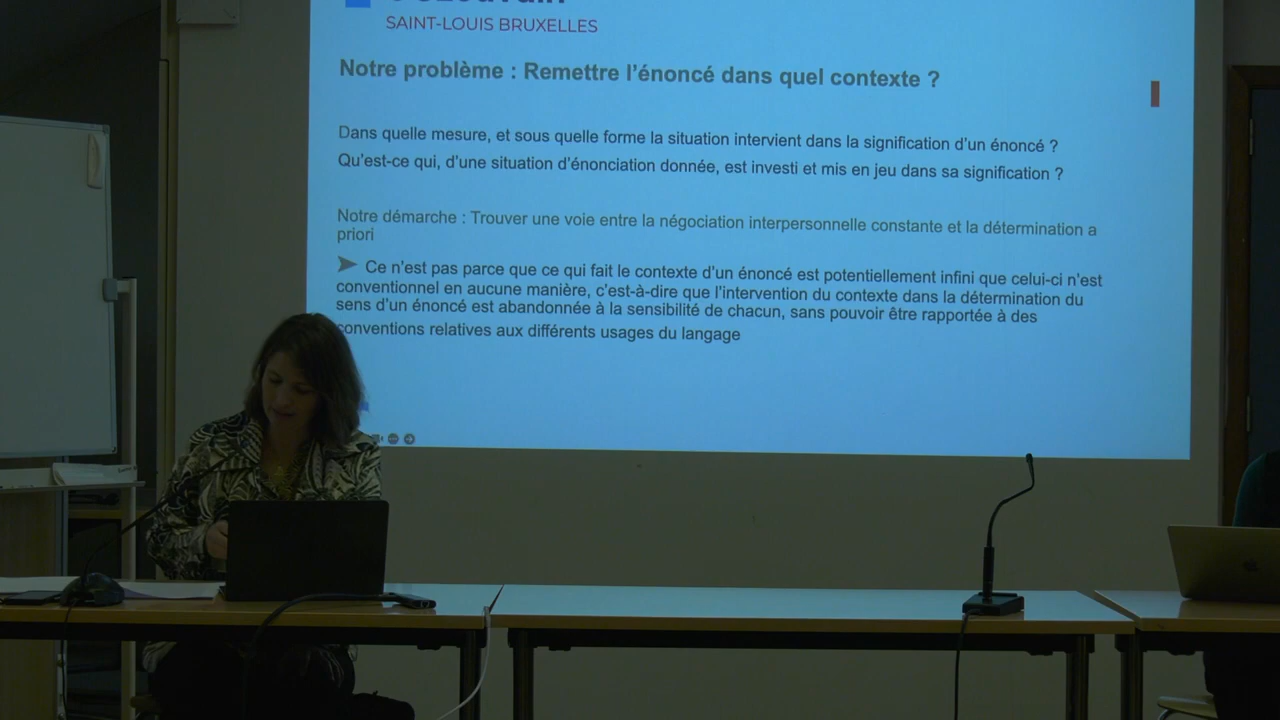 SAINT-LOUIS BRUXELLES
Notre problème : Remettre l'énoncé dans quel contexte ?
Dans quelle mesure, et sous quelle forme la situation intervient dans la signification d'un énoncé ?
Qu'est-ce qui, d'une situation d'énonciation donnée, est investi et mis en jeu dans sa signification ?
Notre démarche : Trouver une voie entre la négociation interpersonnelle constante et la détermination a
priori
➤ Ce n'est pas parce que ce qui fait le contexte d'un énoncé est potentiellement infini que celui-ci n'est
conventionnel en aucune manière, c'est-à-dire que l'intervention du contexte dans la détermination du
sens d'un énoncé est abandonnée à la sensibilité de chacun, sans pouvoir être rapportée à des
conventions relatives aux différents usages du langage